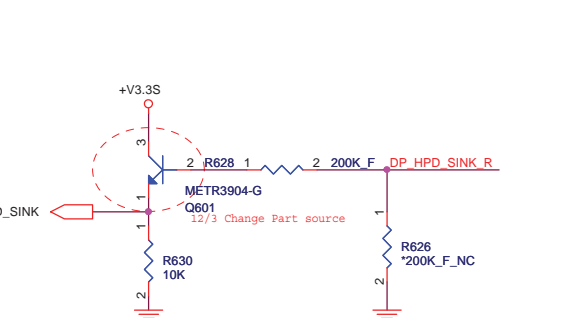 +V3.3S
3
2 R628 1 2 200K_F DP_HPD_SINK_R
1 METR3904-G
D_SINK Q601
12/3 Change Part source
1 1
R630 R626
10K *200K_F_NC
2 2